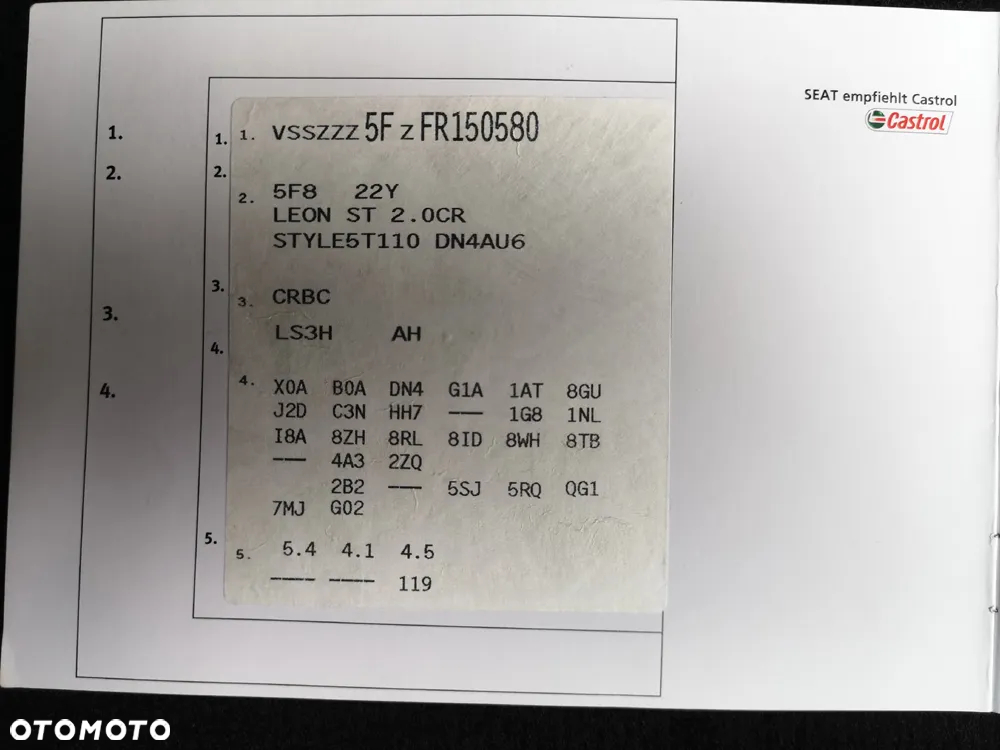 SEAT empfiehlt Castrol
Castrol
1.
2.
3.
4.
1.
2.
3.
4.
5.
1. VSSZZZ 5F Z FR150580
2. 5F8 22Y
LEON ST 2.0CR
STYLE5T110 DN4AU6
3. CRBC
LS3H AH
4. X0A B0A DN4 G1A 1AT 8GU
J2D C3N HH7 --- 1G8 1NL
I8A 8ZH 8RL 8ID 8WH 8TB
--- 4A3 2ZQ
2B2 --- 5SJ 5RQ QG1
7MJ G02
5. 5.4 4.1 4.5
---- ---- 119
OTOMOTO